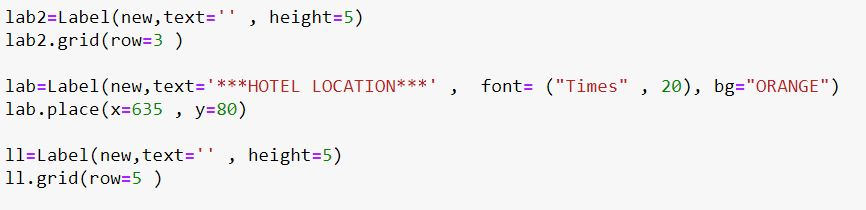 lab2=Label(new,text='' , height=5)
lab2.grid(row=3 )
lab=Label(new,text='***HOTEL LOCATION***' ,  font= ("Times" , 20), bg="ORANGE")
lab.place(x=635 , y=80)
ll=Label(new,text='' , height=5)
ll.grid(row=5 )